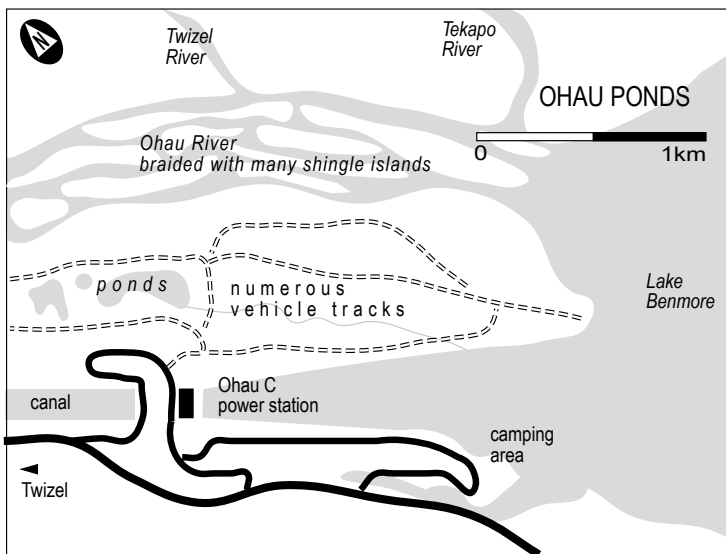 N
Twizel
River
Tekapo
River
OHAU PONDS
0 1km
Ohau River
braided with many shingle islands
ponds
numerous
vehicle tracks
Lake
Benmore
canal
Ohau C
power station
camping
area
Twizel